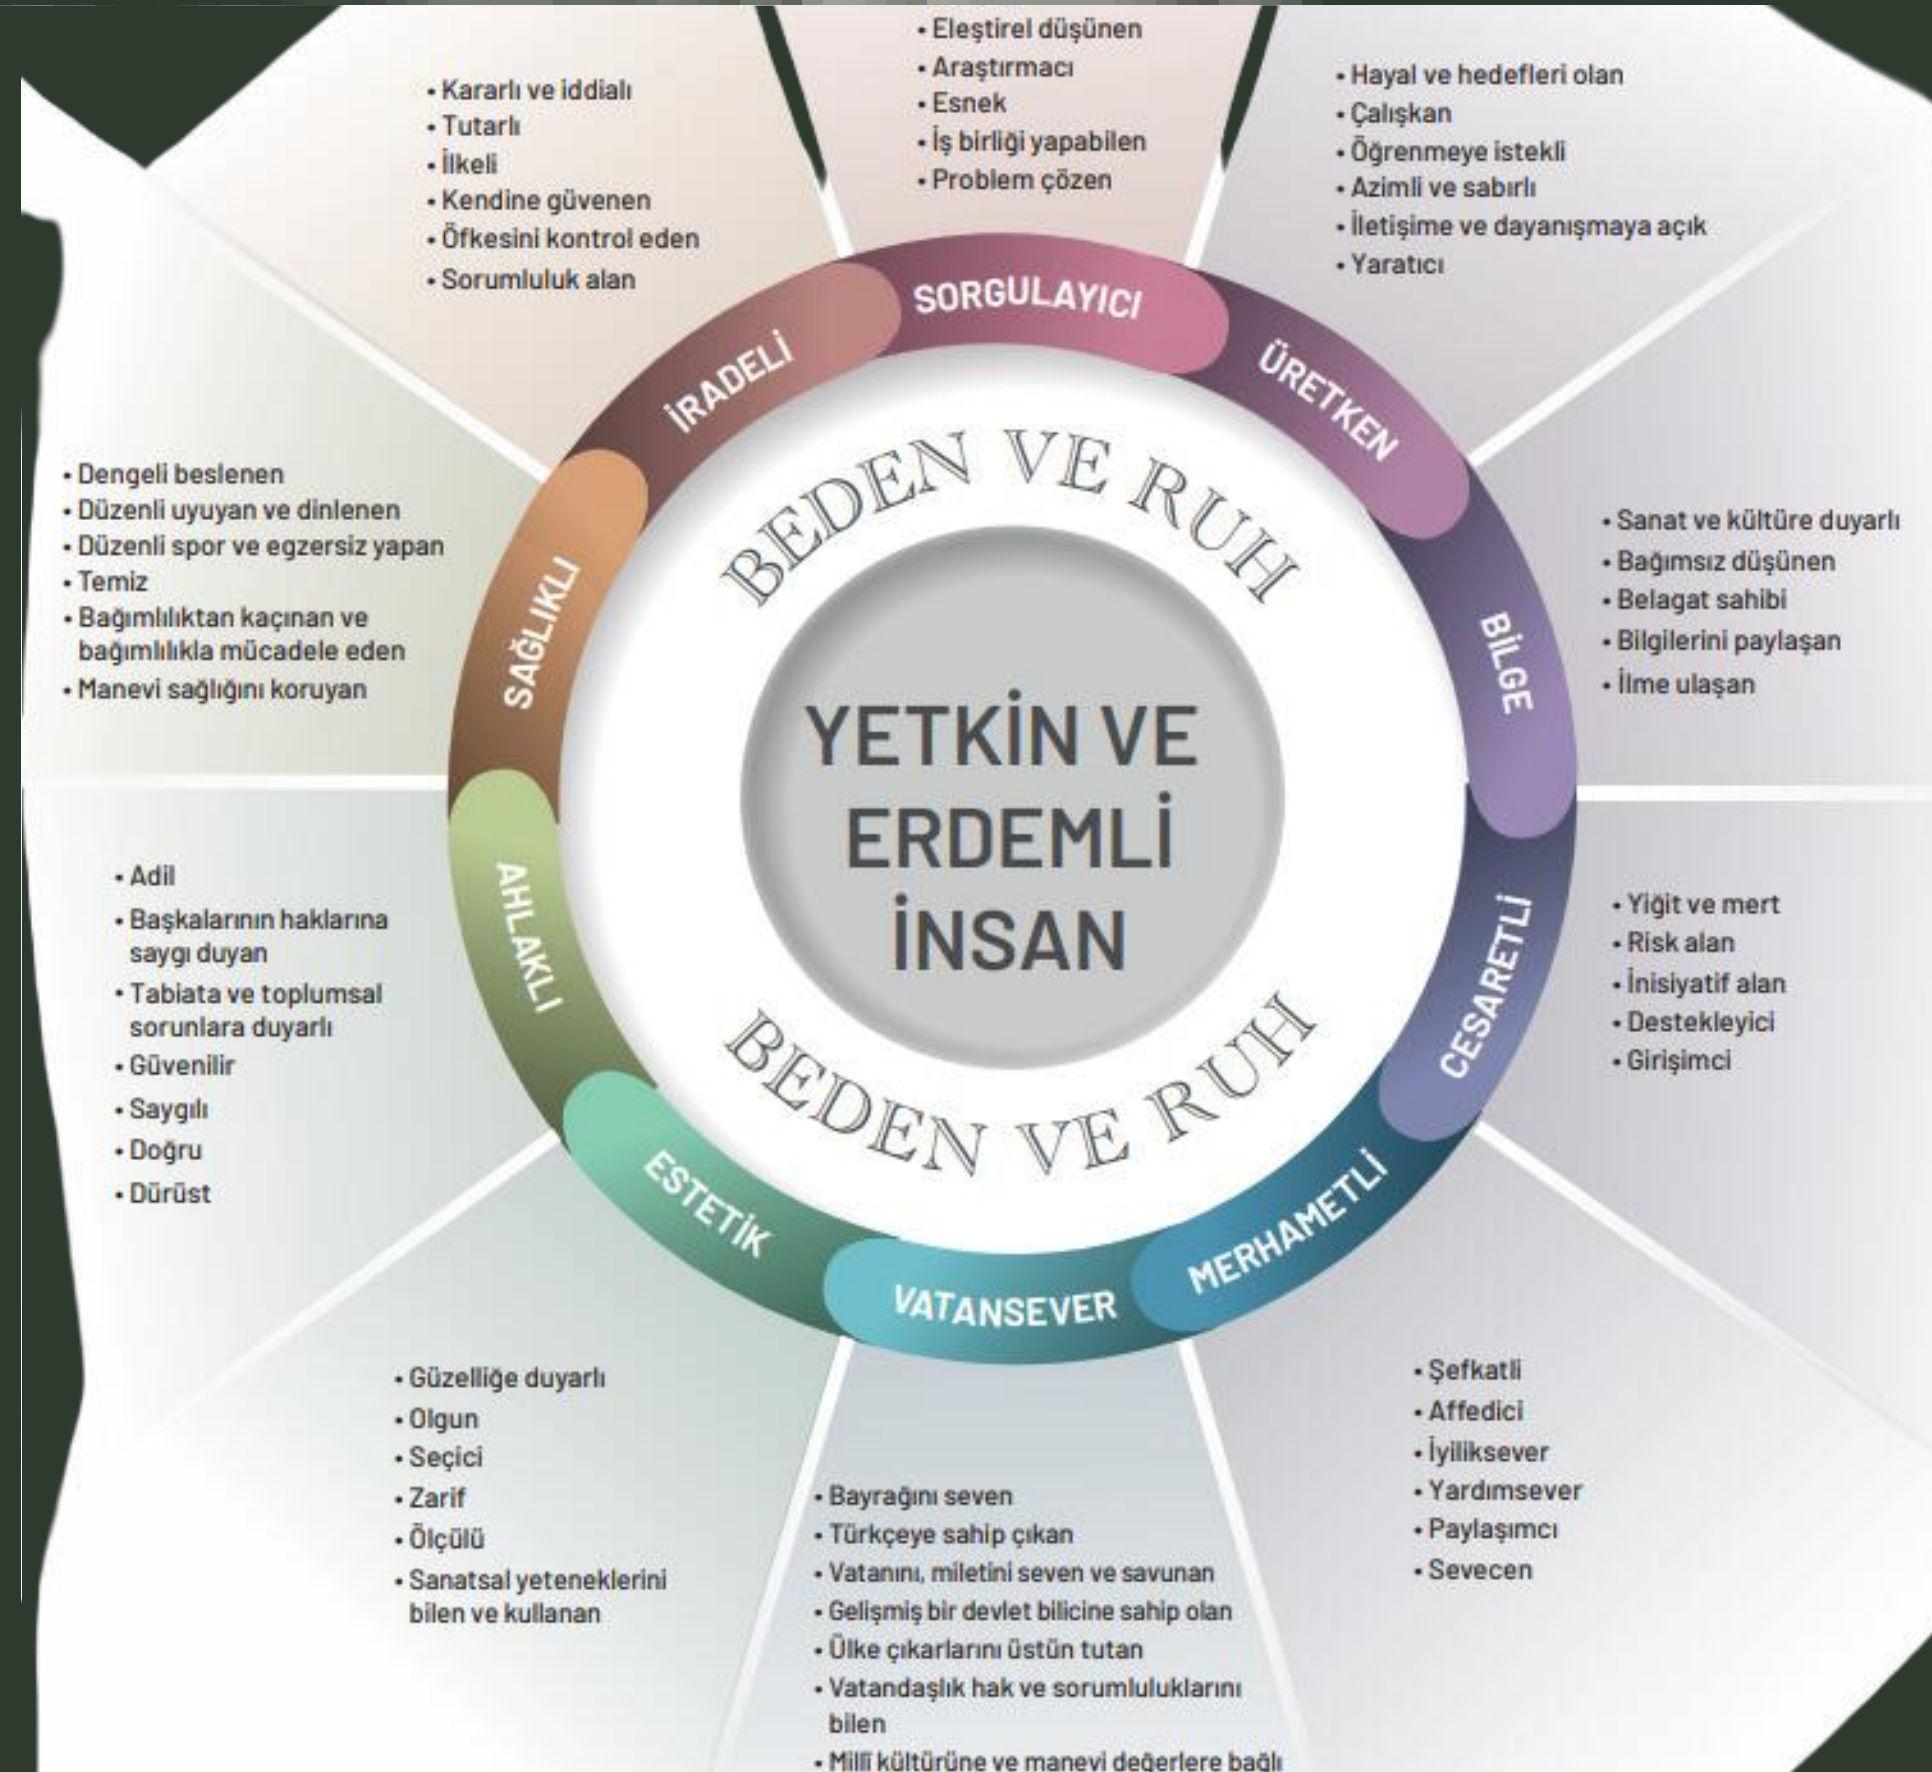 • Eleştirel düşünen
• Araştırmacı
• Esnek
• İş birliği yapabilen
• Problem çözen
• Kararlı ve iddialı
• Tutarlı
• İlkeli
• Kendine güvenen
• Öfkesini kontrol eden
• Sorumluluk alan
• Hayal ve hedefleri olan
• Çalışkan
• Öğrenmeye istekli
• Azimli ve sabırlı
• İletişime ve dayanışmaya açık
• Yaratıcı
SORGULAYICI
İRADELİ
ÜRETKEN
BEDEN VE RUH
• Dengeli beslenen
• Düzenli uyuyan ve dinlenen
• Düzenli spor ve egzersiz yapan
• Temiz
• Bağımlılıktan kaçınan ve
bağımlılıkla mücadele eden
• Manevi sağlığını koruyan
SAĞLIKLI
BİLGE
• Sanat ve kültüre duyarlı
• Bağımsız düşünen
• Belagat sahibi
• Bilgilerini paylaşan
• İlme ulaşan
YETKİN VE
ERDEMLİ
İNSAN
• Adil
• Başkalarının haklarına
saygı duyan
• Tabiata ve toplumsal
sorunlara duyarlı
• Güvenilir
• Saygılı
• Doğru
• Dürüst
AHLAKLI
CESARETLİ
• Yiğit ve mert
• Risk alan
• İnisiyatif alan
• Destekleyici
• Girişimci
BEDEN VE RUH
ESTETİK
VATANSEVER
MERHAMETLİ
• Güzelliğe duyarlı
• Olgun
• Seçici
• Zarif
• Ölçülü
• Sanatsal yeteneklerini
bilen ve kullanan
• Bayrağını seven
• Türkçeye sahip çıkan
• Vatanını, miletini seven ve savunan
• Gelişmiş bir devlet bilicine sahip olan
• Ülke çıkarlarını üstün tutan
• Vatandaşlık hak ve sorumluluklarını
bilen
• Millî kültürüne ve manevi değerlere bağlı
• Şefkatli
• Affedici
• İyiliksever
• Yardımsever
• Paylaşımcı
• Sevecen